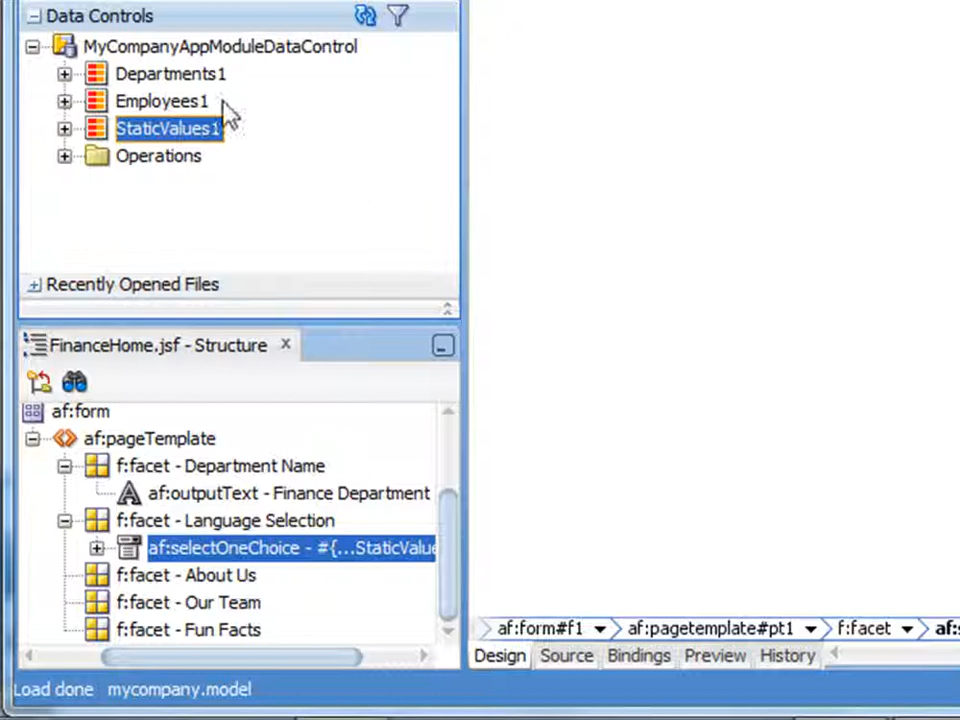 Data Controls
MyCompanyAppModuleDataControl
Departments1
Employees1
StaticValues1
Operations
Recently Opened Files
FinanceHome.jsf - Structure
af:form
af:pageTemplate
f:facet - Department Name
af:outputText - Finance Department
f:facet - Language Selection
af:selectOneChoice - #{...StaticValue
f:facet - About Us
f:facet - Our Team
f:facet - Fun Facts
af:form#f1 af:pagetemplate#pt1 f:facet af:s
Design Source Bindings Preview History
Load done mycompany.model